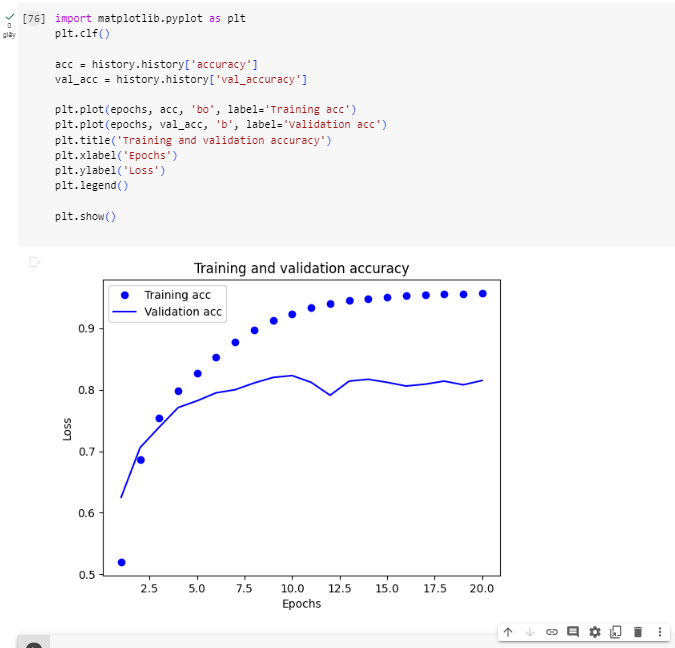 [76] import matplotlib.pyplot as plt
plt.clf()
acc = history.history['accuracy']
val_acc = history.history['val_accuracy']
plt.plot(epochs, acc, 'bo', label='Training acc')
plt.plot(epochs, val_acc, 'b', label='Validation acc')
plt.title('Training and validation accuracy')
plt.xlabel('Epochs')
plt.ylabel('Loss')
plt.legend()
plt.show()
0
giây
Training and validation accuracy
Training acc
Validation acc
0.9
0.8
0.7
0.6
0.5
Loss
2.5 5.0 7.5 10.0 12.5 15.0 17.5 20.0
Epochs